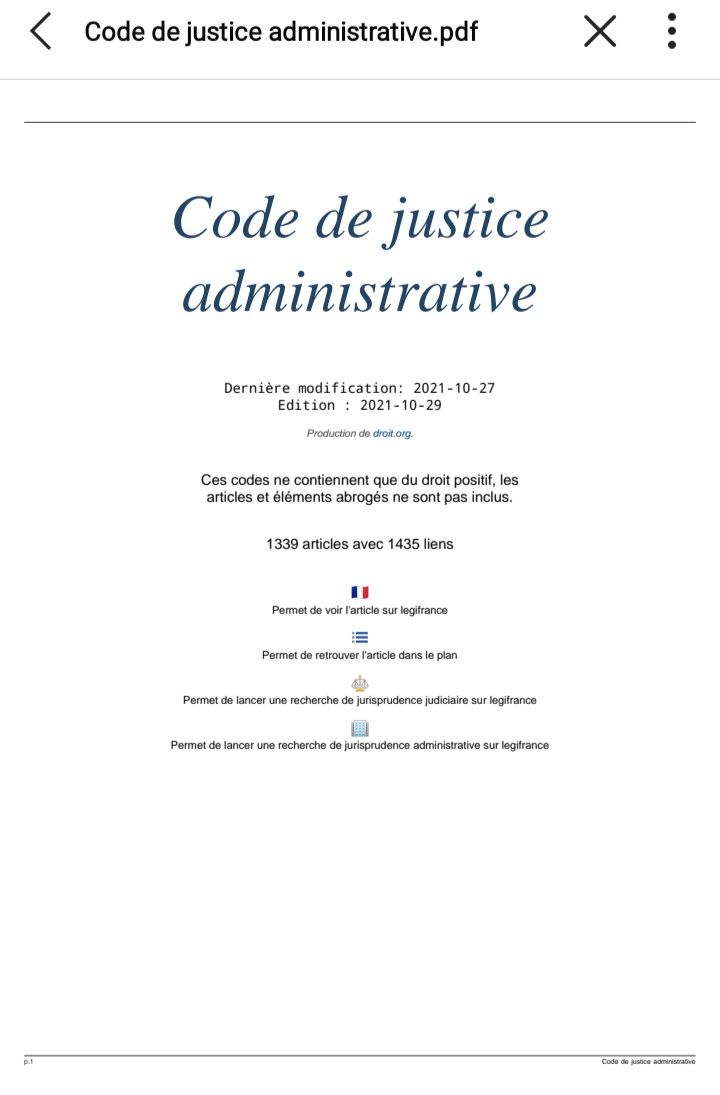 Code de justice administrative.pdf
Code de justice
administrative
Dernière modification: 2021-10-27
Edition : 2021-10-29
Production de droit.org.
Ces codes ne contiennent que du droit positif, les
articles et éléments abrogés ne sont pas inclus.
1339 articles avec 1435 liens
Permet de voir l'article sur legifrance
Permet de retrouver l'article dans le plan
Permet de lancer une recherche de jurisprudence judiciaire sur legifrance
Permet de lancer une recherche de jurisprudence administrative sur legifrance
p.1
Code de justice administrative